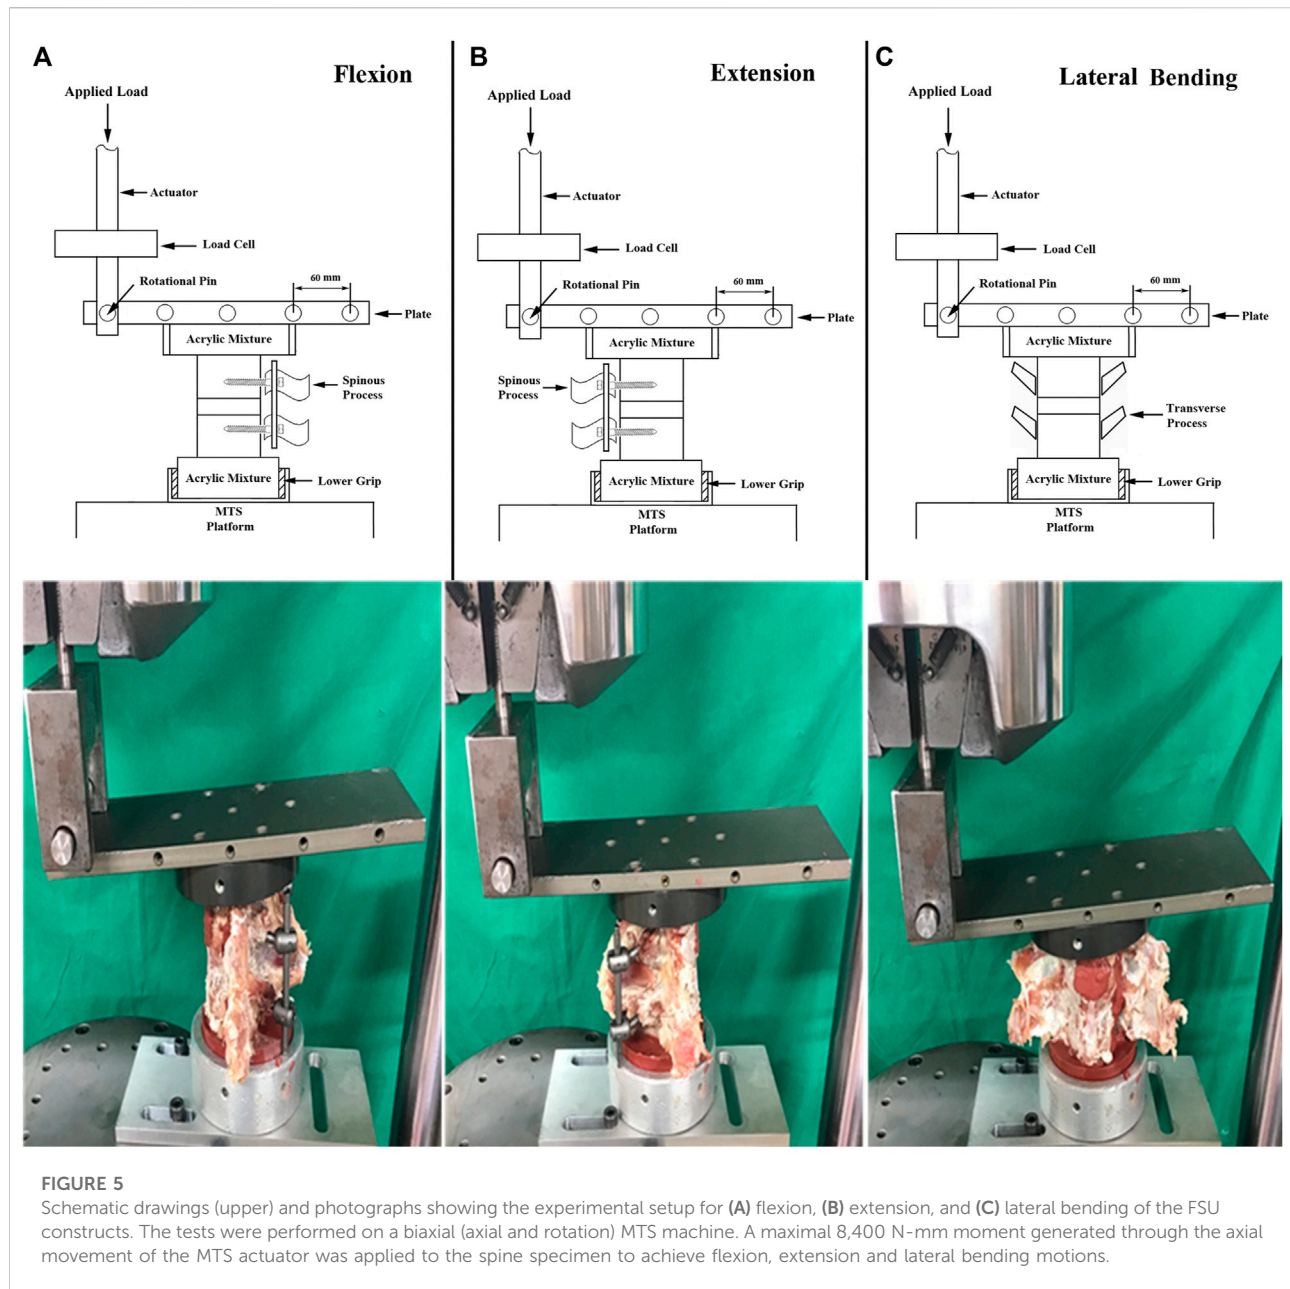 A
Flexion
Applied Load
Actuator
Load Cell
Rotational Pin
60 mm
Plate
Acrylic Mixture
Spinous
Process
Acrylic Mixture
Lower Grip
MTS
Platform
B
Extension
Applied Load
Actuator
Load Cell
Rotational Pin
60 mm
Plate
Acrylic Mixture
Spinous
Process
Acrylic Mixture
Lower Grip
MTS
Platform
C
Lateral Bending
Applied Load
Actuator
Load Cell
Rotational Pin
60 mm
Plate
Acrylic Mixture
Transverse
Process
Acrylic Mixture
Lower Grip
MTS
Platform
FIGURE 5
Schematic drawings (upper) and photographs showing the experimental setup for (A) flexion, (B) extension, and (C) lateral bending of the FSU
constructs. The tests were performed on a biaxial (axial and rotation) MTS machine. A maximal 8,400 N-mm moment generated through the axial
movement of the MTS actuator was applied to the spine specimen to achieve flexion, extension and lateral bending motions.